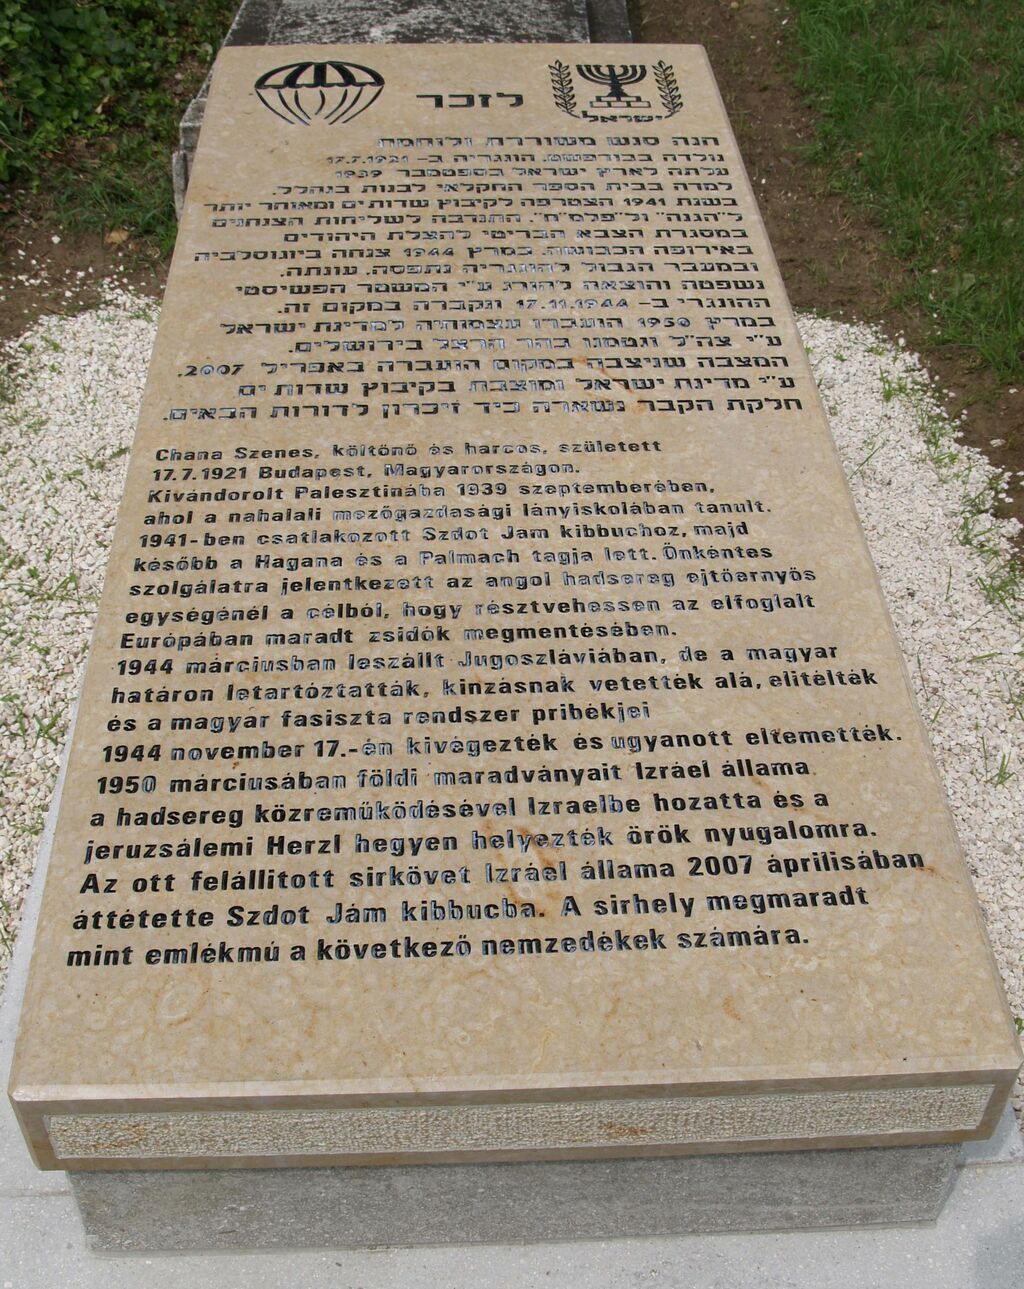 לזכר
ישראל
הנה סנש משוררת ולוחמת
נולדה בבודפשט. הונגריה ב- 17.7.1921
עלתה לארץ ישראל בספטמבר 1939
למדה בבית הספר החקלאי לבנות בנהלל.
בשנת 1941 הצטרפה לקיבוץ שדות ים ומאוחר יותר
ל"הגנה" ול"פלמ"ח". התנדבה לשליחות הצנחנים
במסגרת הצבא הבריטי להצלת היהודים
באירופה הכבושה. במרץ 1944 צנחה ביוגוסלביה
ובמעבר הגבול להונגריה נתפסה. עונתה.
נשפטה והוצאה להורג ע"י המשטר הפשיסטי
ההונגרי ב- 17.11.1944 ונקברה במקום זה.
במרץ 1950 הועברו עצמותיה למדינת ישראל
ע"י צה"ל ונטמנו בהר הרצל בירושלים.
המצבה שניצבה במקום הועברה באפריל 2007.
ע"י מדינת ישראל ומוצבת בקיבוץ שדות ים
חלקת הקבר נשארה כיד זיכרון לדורות הבאים.
Chana Szenes, költönő és harcos, született
17.7.1921 Budapest, Magyarországon.
Kivándorolt Palesztinába 1939 szeptemberében,
ahol a nahalali mezőgazdasági lányiskolában tanult.
1941-ben csatlakozott Szdot Jam kibbuchoz, majd
később a Hagana és a Palmach tagja lett. Önkéntes
szolgálatra jelentkezett az angol hadsereg ejtőernyős
egységénél a célból, hogy résztvehessen az elfoglalt
Európában maradt zsidók megmentésében.
1944 márciusban leszállt Jugoszláviában, de a magyar
határon letartóztatták, kinzásnak vetették alá, elitélték
és a magyar fasiszta rendszer pribékjei
1944 november 17.-én kivégezték és ugyanott eltemették.
1950 márciusában földi maradványait Izráel állama
a hadsereg közreműködésével Izraelbe hozatta és a
jeruzsálemi Herzl hegyen helyezték örök nyugalomra.
Az ott felállitott sirkövet Izráel állama 2007 áprilisában
áttétette Szdot Jám kibbucba. A sirhely megmaradt
mint emlékmú a következő nemzedékek számára.